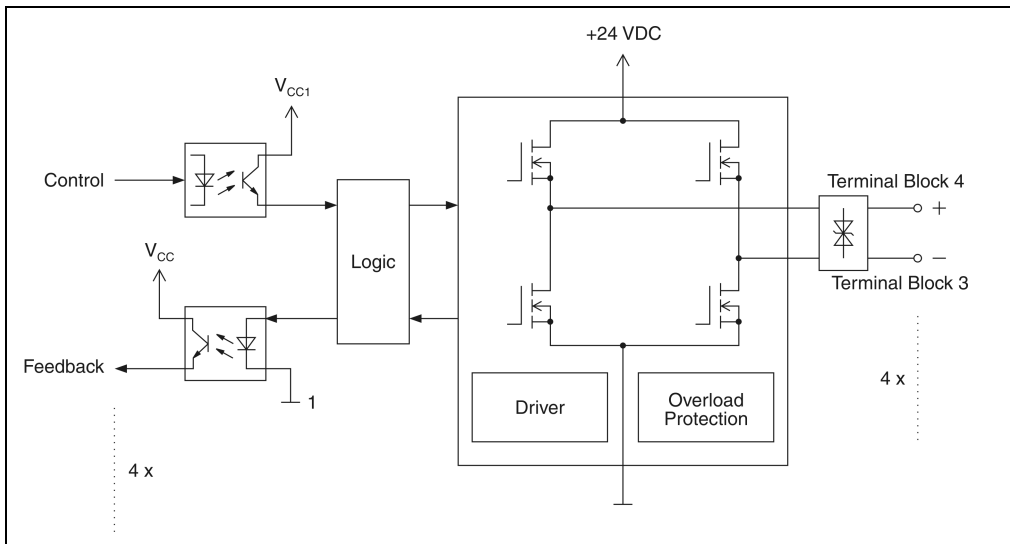 +24 VDC
V_CC1
Control
Terminal Block 4
+
Logic
V_CC
−
Terminal Block 3
Feedback
1
4 x
Driver
Overload
Protection
4 x